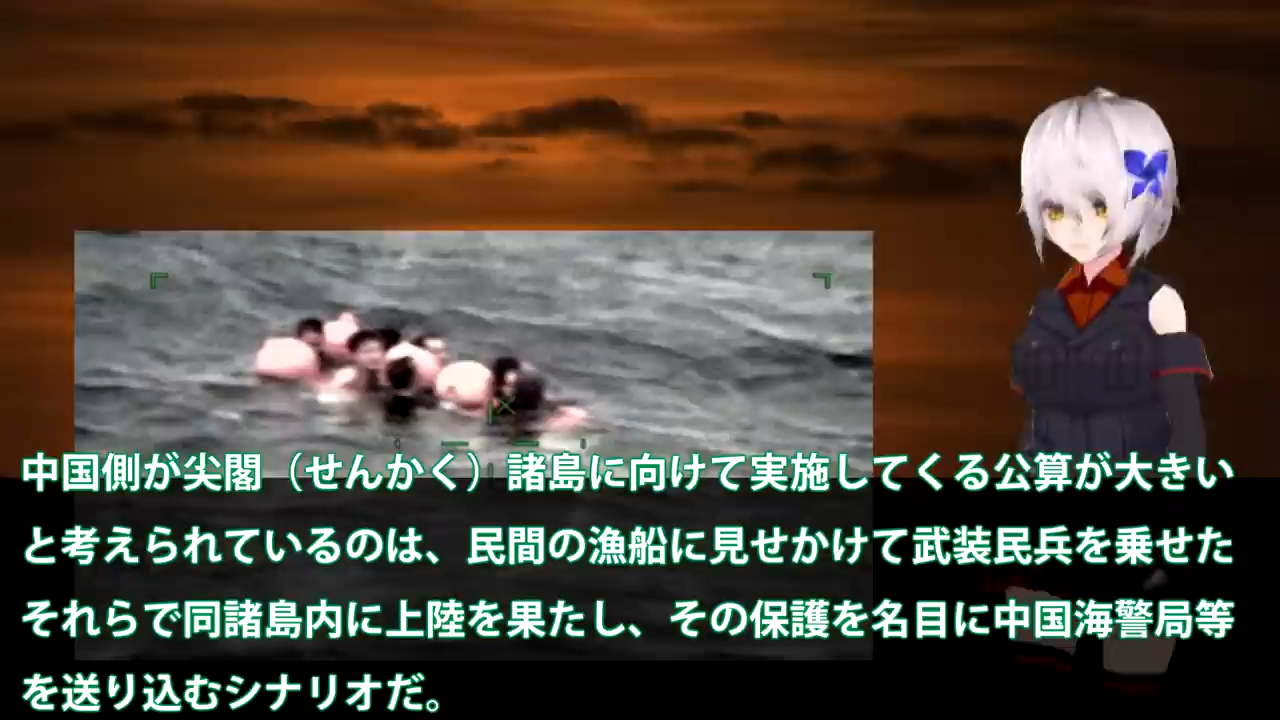 中国側が尖閣（せんかく）諸島に向けて実施してくる公算が大きい
と考えられているのは、民間の漁船に見せかけて武装民兵を乗せた
それらで同諸島内に上陸を果たし、その保護を名目に中国海警局等
を送り込むシナリオだ。